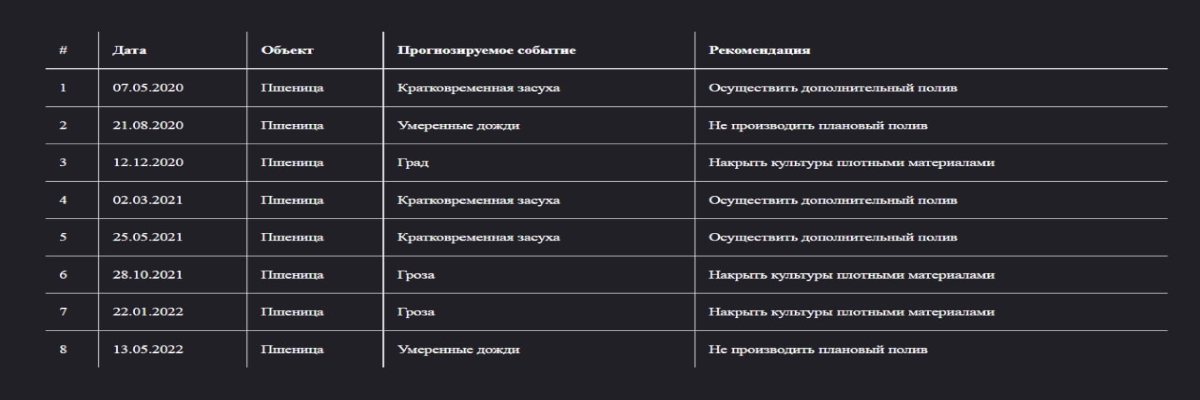 # Дата Объект Прогнозируемое событие Рекомендация
1 07.05.2020 Пшеница Кратковременная засуха Осуществить дополнительный полив
2 21.08.2020 Пшеница Умеренные дожди Не производить плановый полив
3 12.12.2020 Пшеница Град Накрыть культуры плотными материалами
4 02.03.2021 Пшеница Кратковременная засуха Осуществить дополнительный полив
5 25.05.2021 Пшеница Кратковременная засуха Осуществить дополнительный полив
6 28.10.2021 Пшеница Гроза Накрыть культуры плотными материалами
7 22.01.2022 Пшеница Гроза Накрыть культуры плотными материалами
8 13.05.2022 Пшеница Умеренные дожди Не производить плановый полив